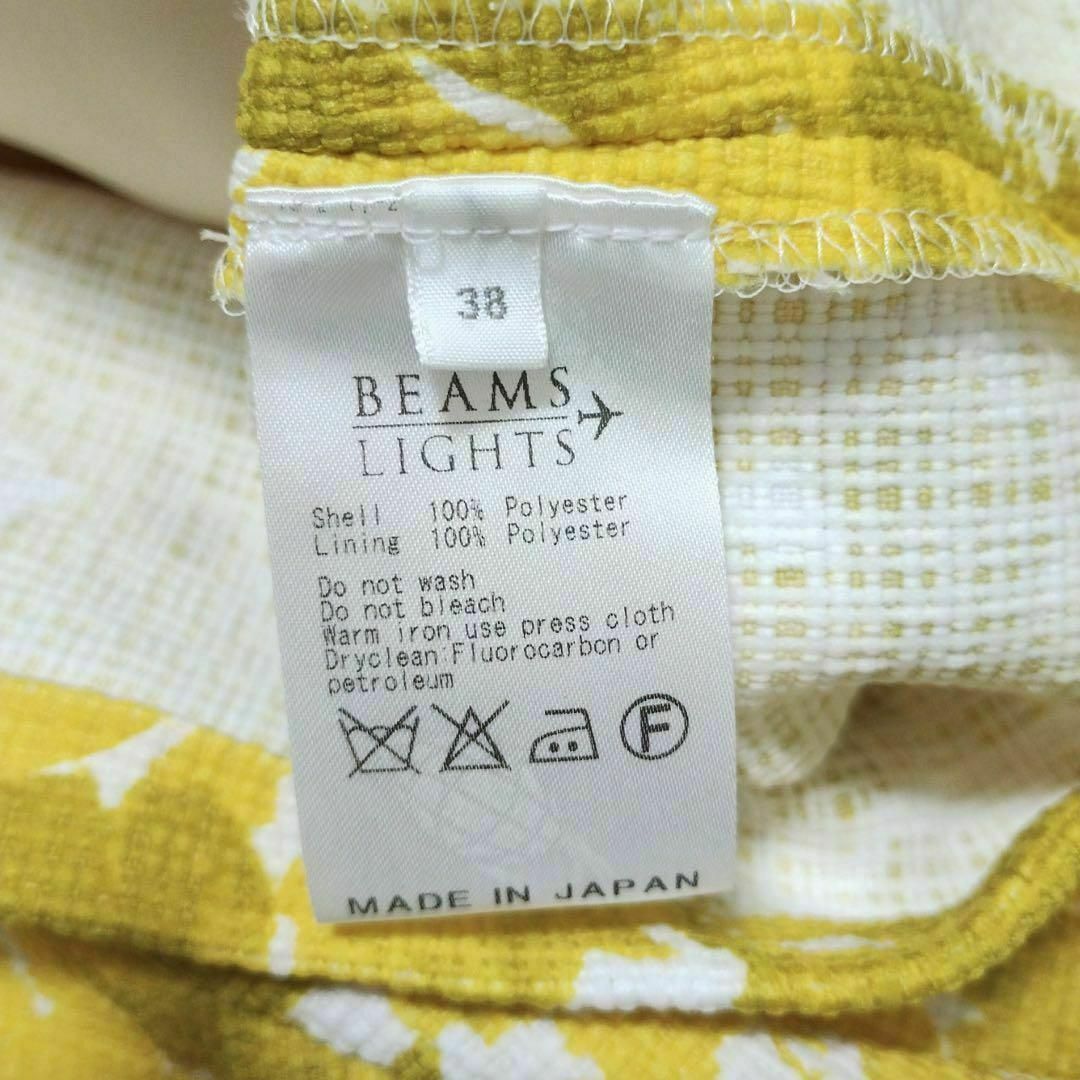 38
BEAMS
LIGHTS
Shell 100% Polyester
Lining 100% Polyester
Do not wash
Do not bleach
Warm iron use press cloth
Dryclean:Fluorocarbon or
petroleum
F
MADE IN JAPAN